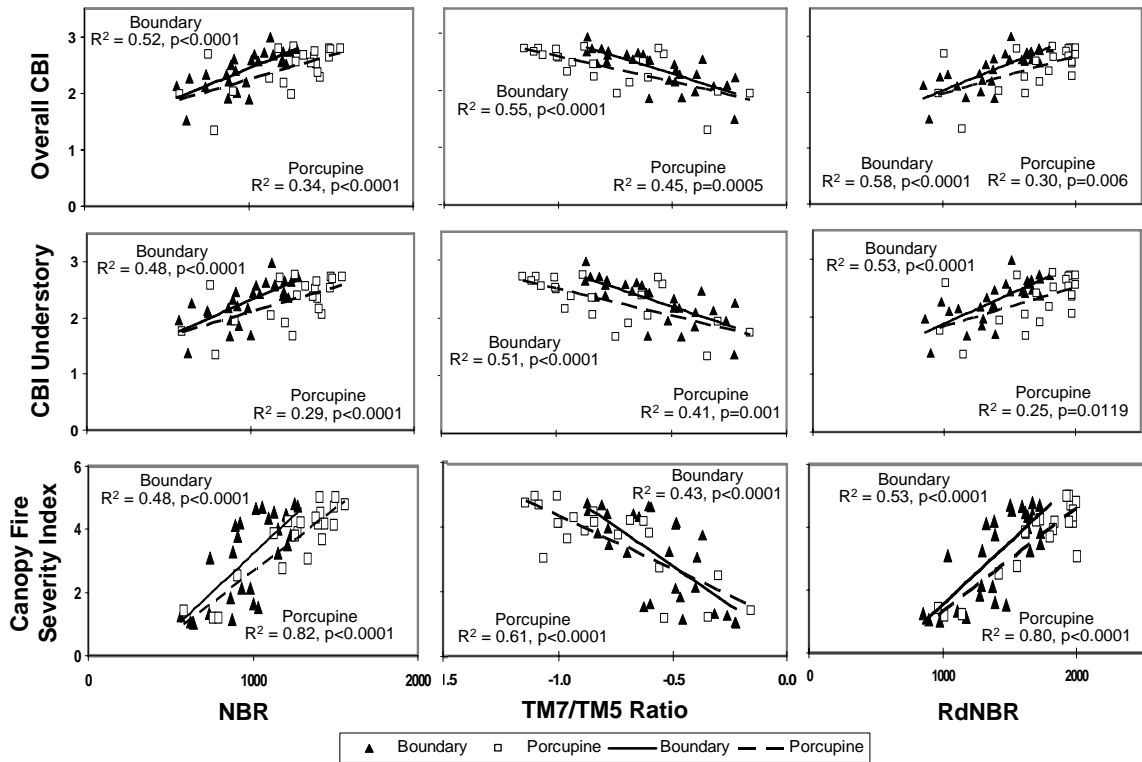 Overall CBI
3
2
1
0
Boundary
R² = 0.52, p<0.0001
Porcupine
R² = 0.34, p<0.0001
Boundary
R² = 0.55, p<0.0001
Porcupine
R² = 0.45, p=0.0005
Boundary
R² = 0.58, p<0.0001
Porcupine
R² = 0.30, p=0.006
CBI Understory
3
2
1
0
Boundary
R² = 0.48, p<0.0001
Porcupine
R² = 0.29, p<0.0001
Boundary
R² = 0.51, p<0.0001
Porcupine
R² = 0.41, p=0.001
Boundary
R² = 0.53, p<0.0001
Porcupine
R² = 0.25, p=0.0119
Canopy Fire
Severity Index
6
4
2
0
Boundary
R² = 0.48, p<0.0001
Porcupine
R² = 0.82, p<0.0001
Boundary
R² = 0.43, p<0.0001
Porcupine
R² = 0.61, p<0.0001
Boundary
R² = 0.53, p<0.0001
Porcupine
R² = 0.80, p<0.0001
0 1000 2000
NBR
1.5 -1.0 -0.5 0.0
TM7/TM5 Ratio
0 1000 2000
RdNBR
Boundary Porcupine Boundary Porcupine